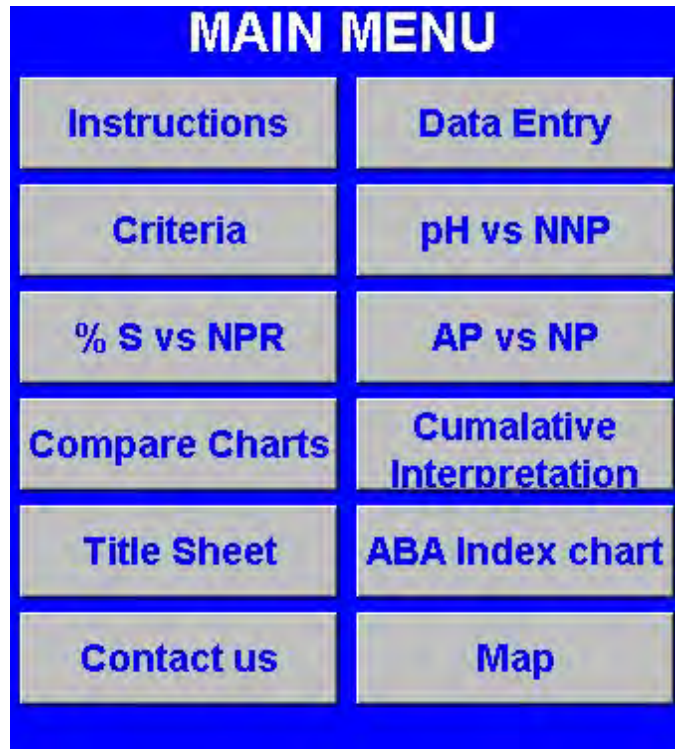 MAIN MENU
Instructions
Data Entry
Criteria
pH vs NNP
% S vs NPR
AP vs NP
Compare Charts
Cumalative
Interpretation
Title Sheet
ABA Index chart
Contact us
Map